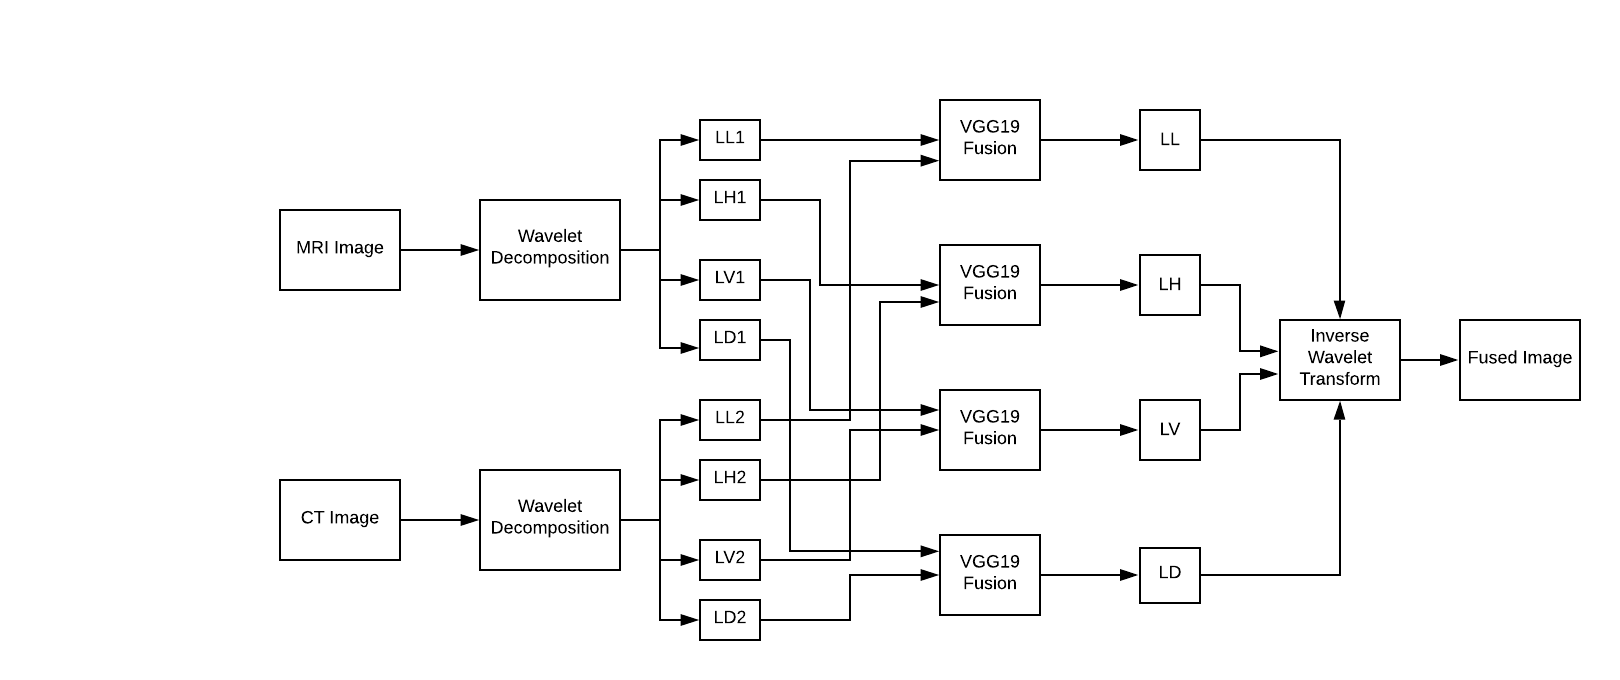 MRI Image
Wavelet
Decomposition
LL1
LH1
LV1
LD1
CT Image
Wavelet
Decomposition
LL2
LH2
LV2
LD2
VGG19
Fusion
VGG19
Fusion
VGG19
Fusion
VGG19
Fusion
LL
LH
LV
LD
Inverse
Wavelet
Transform
Fused Image